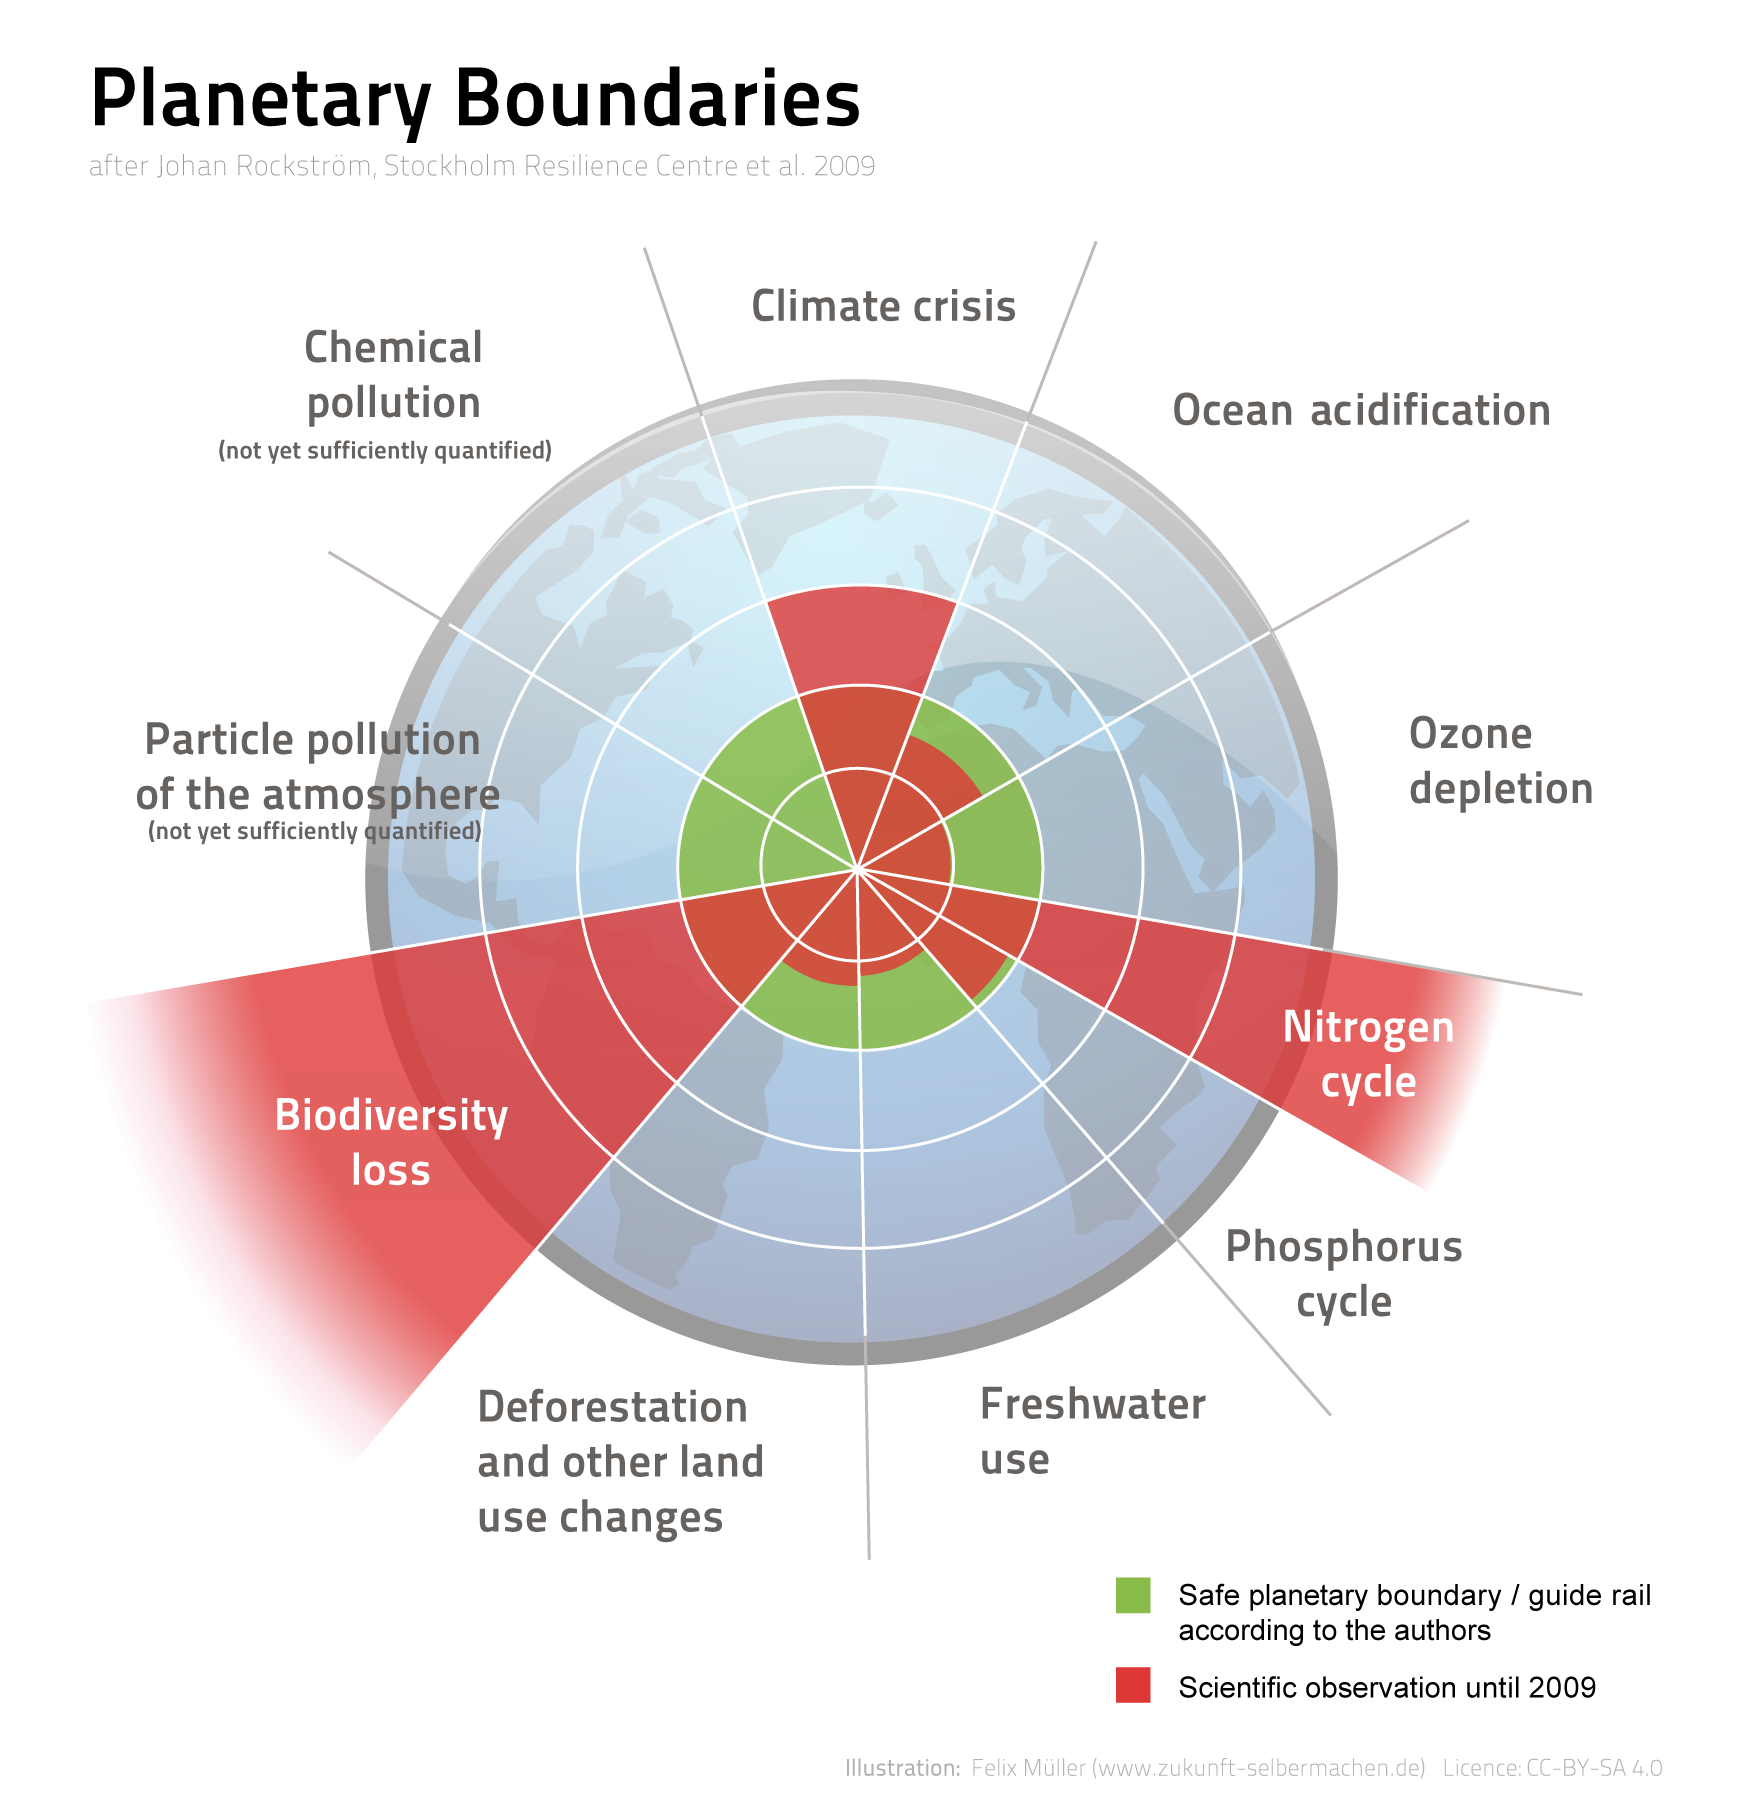 Planetary Boundaries
after Johan Rockström, Stockholm Resilience Centre et al. 2009
Climate crisis
Chemical
pollution
(not yet sufficiently quantified)
Ocean acidification
Particle pollution
of the atmosphere
(not yet sufficiently quantified)
Ozone
depletion
Nitrogen
cycle
Biodiversity
loss
Phosphorus
cycle
Deforestation
and other land
use changes
Freshwater
use
Safe planetary boundary / guide rail
according to the authors
Scientific observation until 2009
Illustration: Felix Müller (www.zukunft-selbermachen.de) Licence: CC-BY-SA 4.0